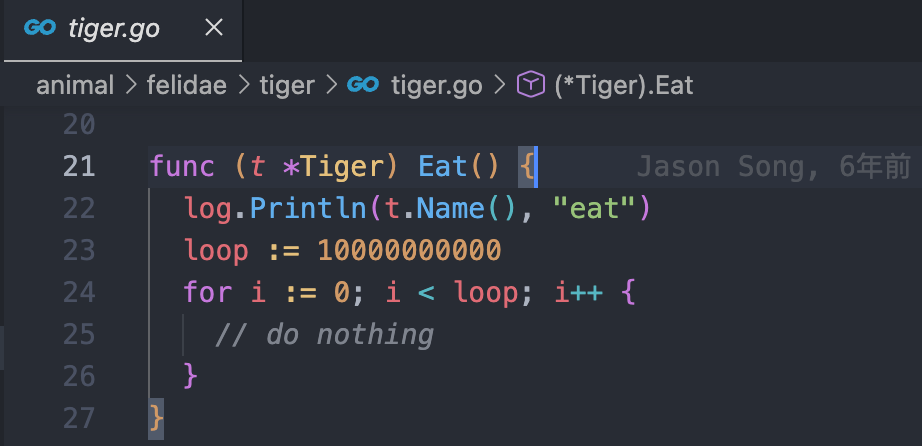 GO tiger.go ×
animal > felidae > tiger > GO tiger.go > (*Tiger).Eat
20
21 func (t *Tiger) Eat() { Jason Song, 6年前
22 log.Println(t.Name(), "eat")
23 loop := 10000000000
24 for i := 0; i < loop; i++ {
25 // do nothing
26 }
27 }